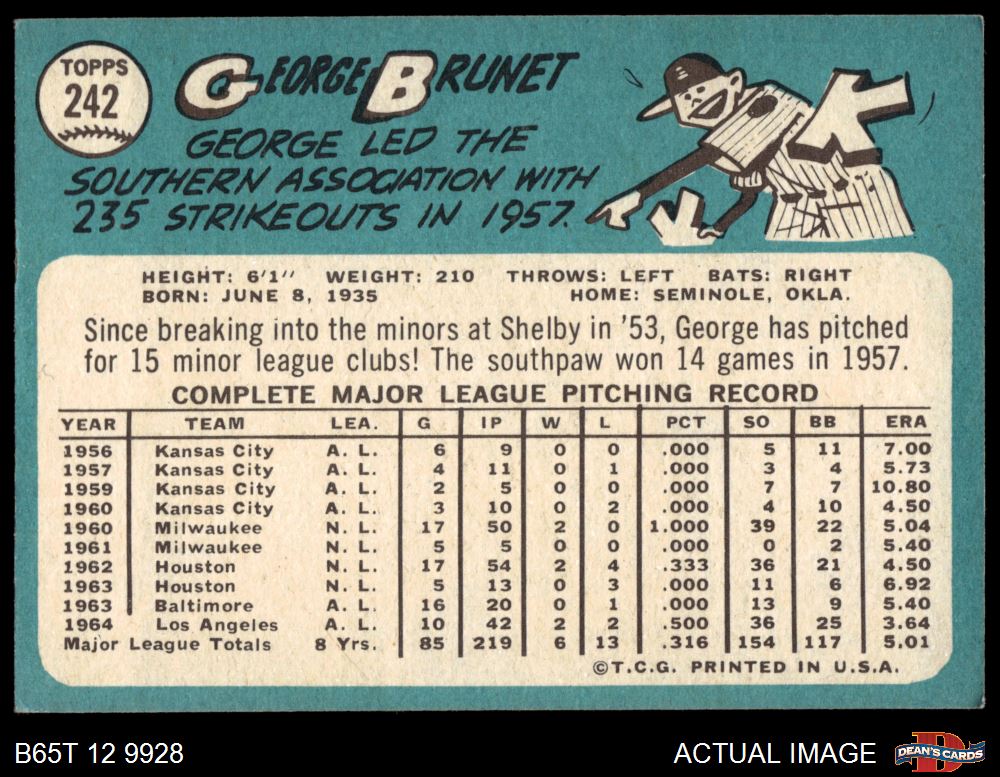 TOPPS
242
GEORGE BRUNET
GEORGE LED THE
SOUTHERN ASSOCIATION WITH
235 STRIKEOUTS IN 1957.
K K
HEIGHT: 6'1" WEIGHT: 210 THROWS: LEFT BATS: RIGHT
BORN: JUNE 8, 1935 HOME: SEMINOLE, OKLA.
Since breaking into the minors at Shelby in '53, George has pitched
for 15 minor league clubs! The southpaw won 14 games in 1957.
COMPLETE MAJOR LEAGUE PITCHING RECORD
YEAR TEAM LEA. G IP W L PCT SO BB ERA
1956 Kansas City A. L. 6 9 0 0 .000 5 11 7.00
1957 Kansas City A. L. 4 11 0 1 .000 3 4 5.73
1959 Kansas City A. L. 2 5 0 0 .000 7 7 10.80
1960 Kansas City A. L. 3 10 0 2 .000 4 10 4.50
1960 Milwaukee N. L. 17 50 2 0 1.000 39 22 5.04
1961 Milwaukee N. L. 5 5 0 0 .000 0 2 5.40
1962 Houston N. L. 17 54 2 4 .333 36 21 4.50
1963 Houston N. L. 5 13 0 3 .000 11 6 6.92
1963 Baltimore A. L. 16 20 0 1 .000 13 9 5.40
1964 Los Angeles A. L. 10 42 2 2 .500 36 25 3.64
Major League Totals 8 Yrs. 85 219 6 13 .316 154 117 5.01
©T.C.G. PRINTED IN U.S.A.
B65T 12 9928 ACTUAL IMAGE D DEAN'S CARDS